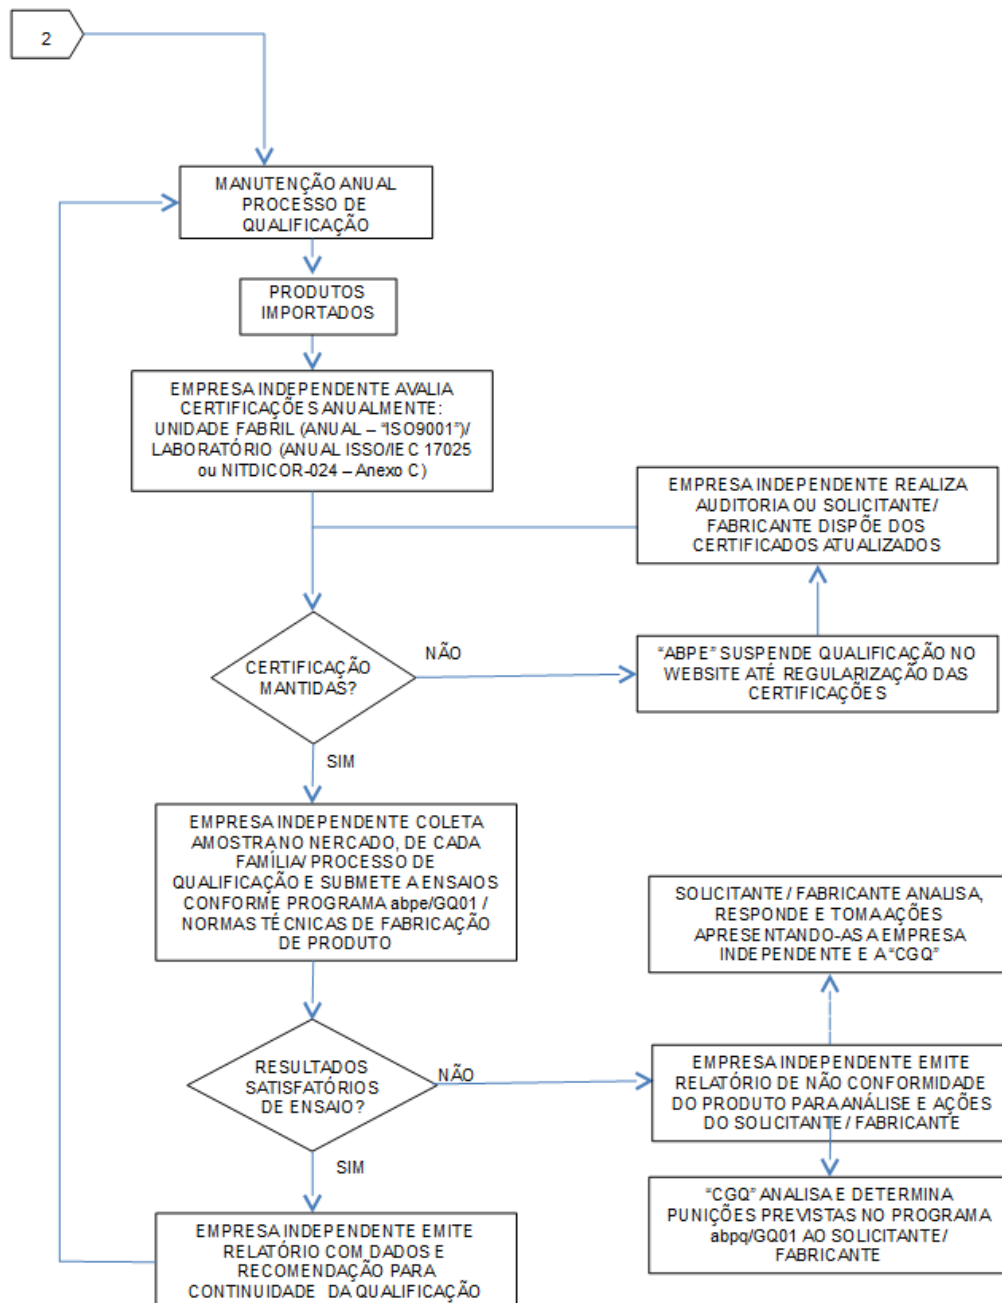 2
MANUTENÇÃO ANUAL
PROCESSO DE
QUALIFICAÇÃO
PRODUTOS
IMPORTADOS
EMPRESA INDEPENDENTE AVALIA
CERTIFICAÇÕES ANUALMENTE:
UNIDADE FABRIL (ANUAL – “ISO9001”)/
LABORATÓRIO (ANUAL ISSO/IEC 17025
ou NITDICOR-024 – Anexo C)
EMPRESA INDEPENDENTE REALIZA
AUDITORIA OU SOLICITANTE/
FABRICANTE DISPÕE DOS
CERTIFICADOS ATUALIZADOS
CERTIFICAÇÃO
MANTIDAS?
NÃO
“ABPE” SUSPENDE QUALIFICAÇÃO NO
WEBSITE ATÉ REGULARIZAÇÃO DAS
CERTIFICAÇÕES
SIM
EMPRESA INDEPENDENTE COLETA
AMOSTRA NO NERCADO, DE CADA
FAMÍLIA/ PROCESSO DE
QUALIFICAÇÃO E SUBMETE A ENSAIOS
CONFORME PROGRAMA abpe/GQ01 /
NORMAS TÉCNICAS DE FABRICAÇÃO
DE PRODUTO
SOLICITANTE / FABRICANTE ANALISA,
RESPONDE E TOMA AÇÕES
APRESENTANDO-AS A EMPRESA
INDEPENDENTE E A “CGQ”
RESULTADOS
SATISFATÓRIOS
DE ENSAIO?
NÃO
EMPRESA INDEPENDENTE EMITE
RELATÓRIO DE NÃO CONFORMIDADE
DO PRODUTO PARA ANÁLISE E AÇÕES
DO SOLICITANTE / FABRICANTE
SIM
“CGQ” ANALISA E DETERMINA
PUNIÇÕES PREVISTAS NO PROGRAMA
abpq/GQ01 AO SOLICITANTE/
FABRICANTE
EMPRESA INDEPENDENTE EMITE
RELATÓRIO COM DADOS E
RECOMENDAÇÃO PARA
CONTINUIDADE DA QUALIFICAÇÃO